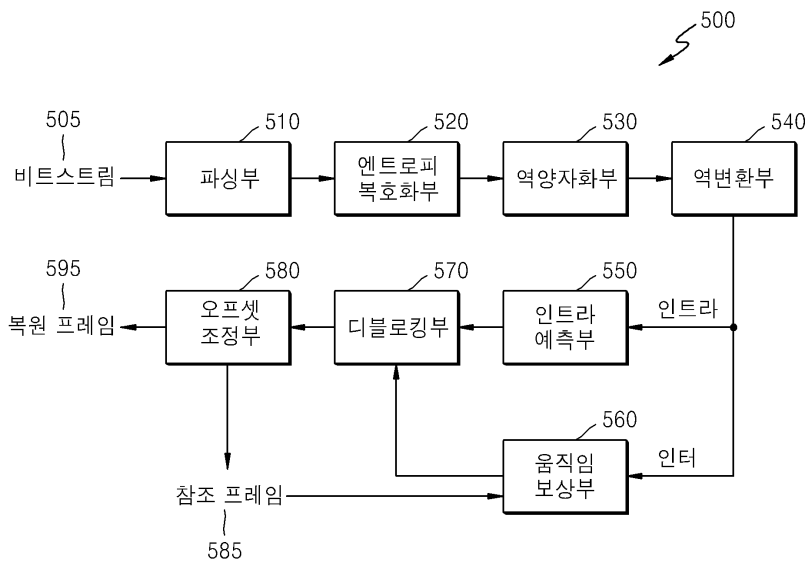 500
505
510
520
530
540
비트스트림
파싱부
엔트로피
복호화부
역양자화부
역변환부
595
580
570
550
복원 프레임
오프셋
조정부
디블로킹부
인트라
예측부
인트라
560
움직임
보상부
인터
참조 프레임
585